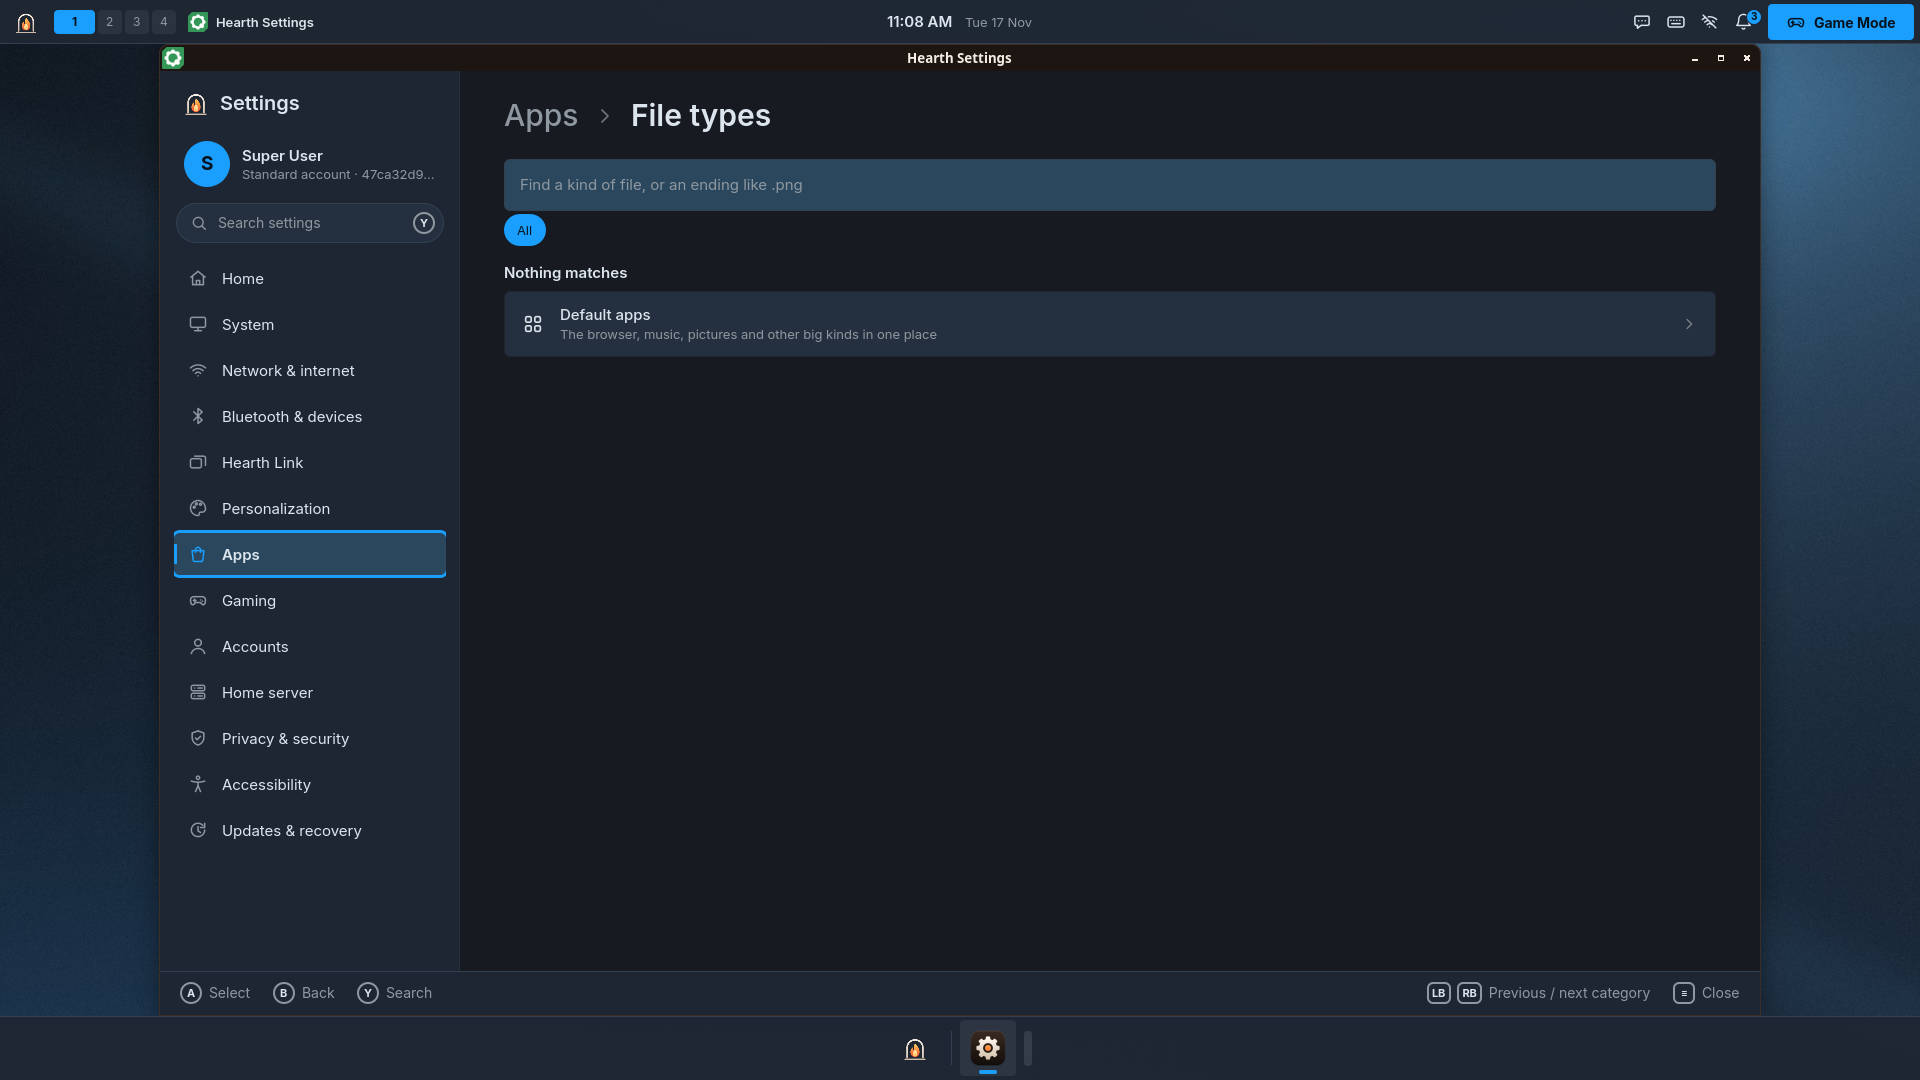 1 2 3 4 Hearth Settings
11:08 AM Tue 17 Nov
3
Game Mode
Hearth Settings
Settings
S
Super User
Standard account · 47ca32d9...
Search settings Y
Home
System
Network & internet
Bluetooth & devices
Hearth Link
Personalization
Apps
Gaming
Accounts
Home server
Privacy & security
Accessibility
Updates & recovery
Apps File types
Find a kind of file, or an ending like .png
All
Nothing matches
Default apps
The browser, music, pictures and other big kinds in one place
A Select B Back Y Search
LB RB Previous / next category Close